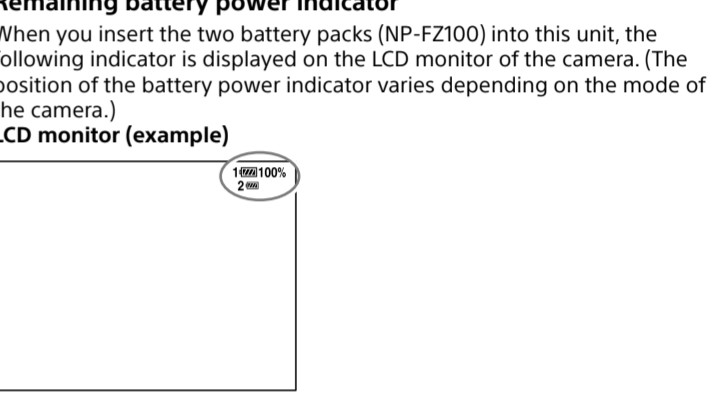 Remaining battery power indicator
When you insert the two battery packs (NP-FZ100) into this unit, the
following indicator is displayed on the LCD monitor of the camera. (The
position of the battery power indicator varies depending on the mode of
the camera.)
LCD monitor (example)
1 100%
2